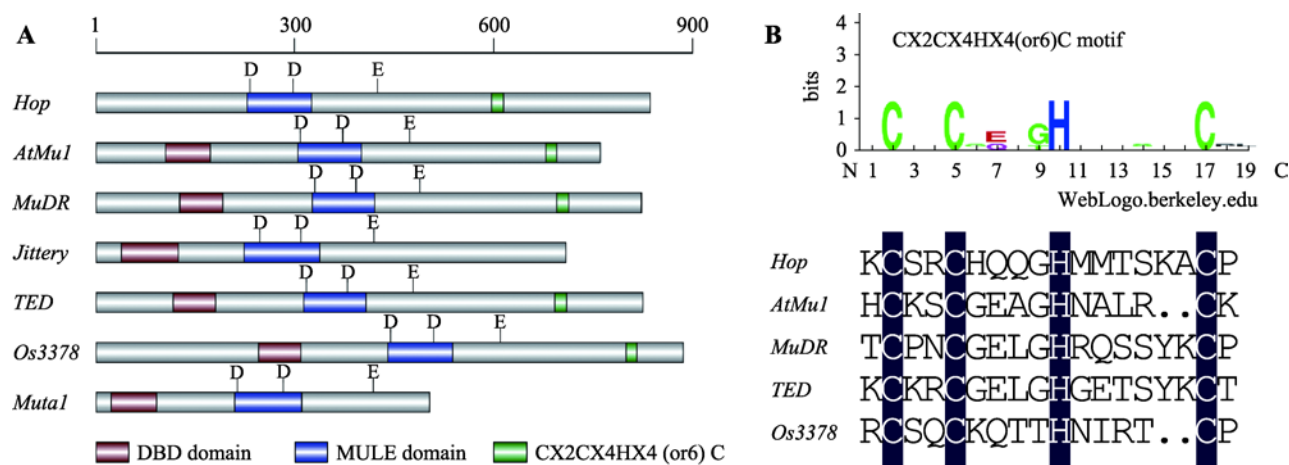 A
1 300 600 900
D D E
Hop
D D E
AtMu1
D D E
MuDR
D D E
Jittery
D D E
TED
D D E
Os3378
D D E
Muta1
DBD domain MULE domain CX2CX4HX4 (or6) C
B
4
3
2
1
0
bits
CX2CX4HX4(or6)C motif
C C E Q G H C
N 1 3 5 7 9 11 13 15 17 19 C
WebLogo.berkeley.edu
Hop KCSRCHQQGHMMTSKACP
AtMu1 HCKSCGEAGHNALR..CK
MuDR TCPNCGELGHRQSSYKCP
TED KCKRCGELGHGETSYKCT
Os3378 RCSQCKQTTHNIRT..CP